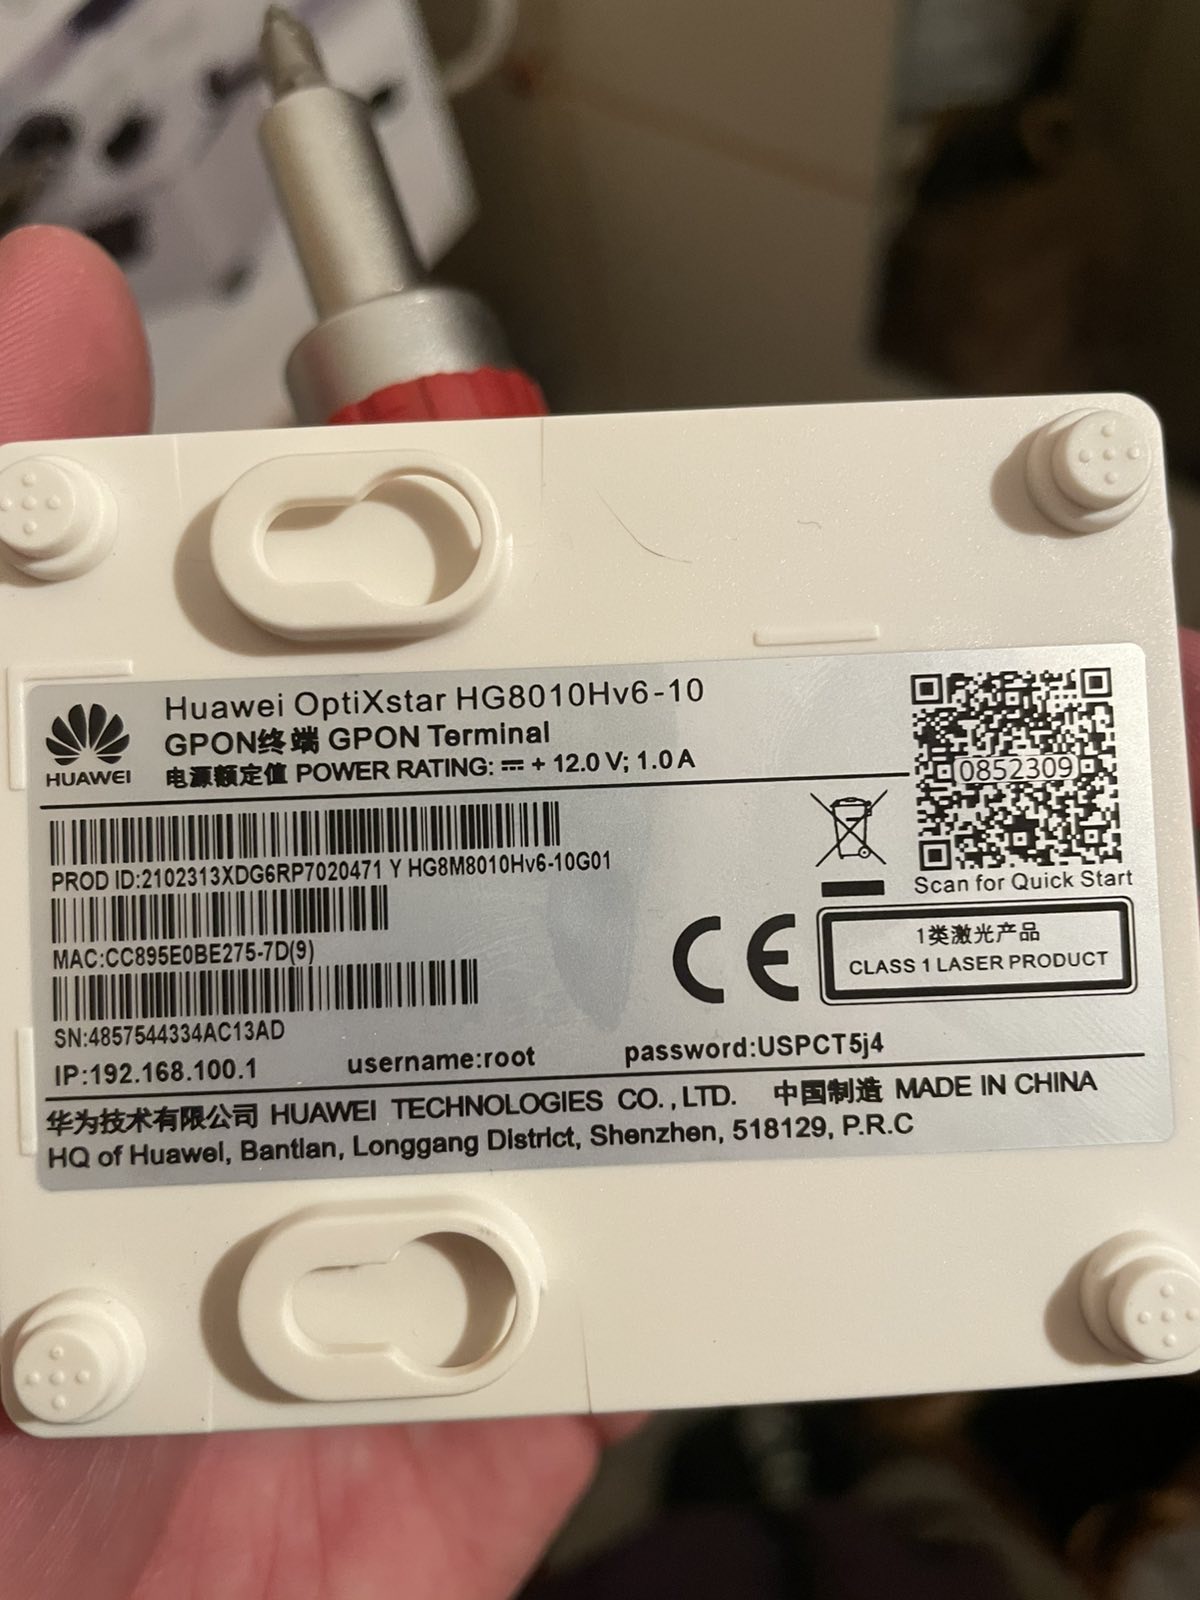 Huawei OptiXstar HG8010Hv6-10
GPON终端 GPON Terminal
HUAWEI
电源额定值 POWER RATING: ⎓ + 12.0 V; 1.0 A
0852309
Scan for Quick Start
PROD ID:2102313XDG6RP7020471 Y HG8M8010Hv6-10G01
MAC:CC895E0BE275-7D(9)
CE
1类激光产品
CLASS 1 LASER PRODUCT
SN:4857544334AC13AD
IP:192.168.100.1 username:root password:USPCT5j4
华为技术有限公司 HUAWEI TECHNOLOGIES CO., LTD. 中国制造 MADE IN CHINA
HQ of Huawei, Bantian, Longgang District, Shenzhen, 518129, P.R.C